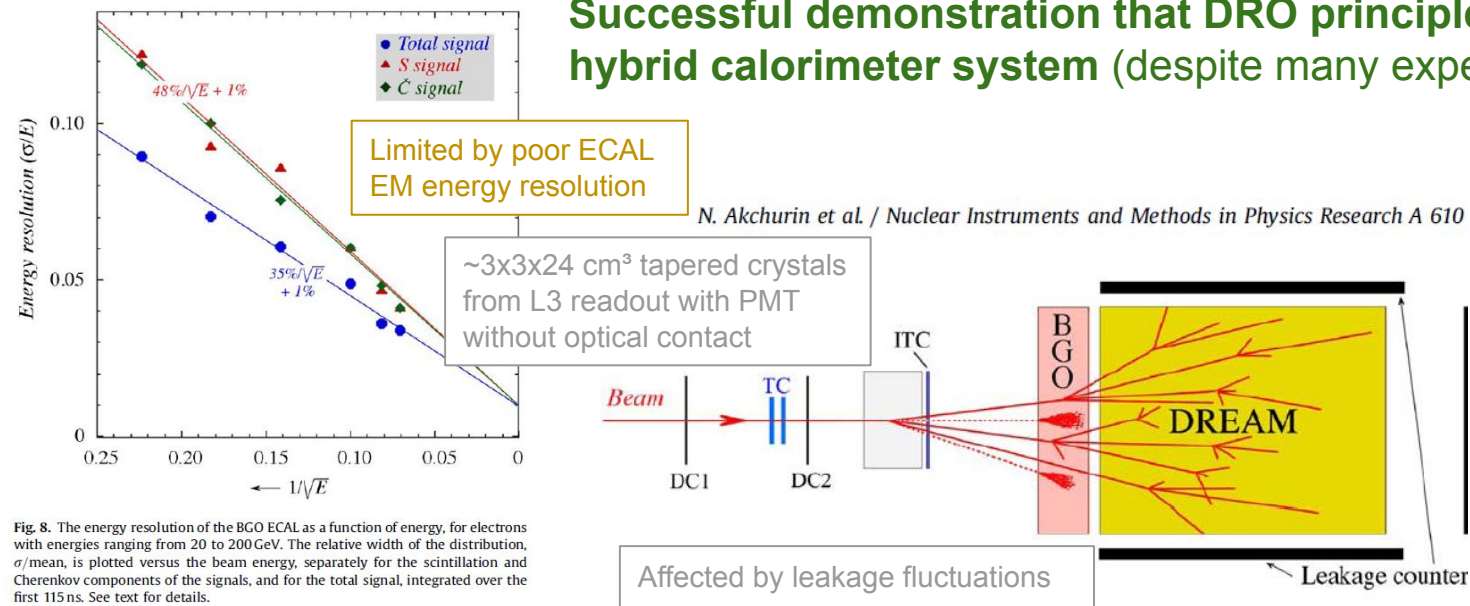 Successful demonstration that DRO principle
hybrid calorimeter system (despite many expe
Total signal
S signal
Č signal
48%/√E + 1%
0.10
Limited by poor ECAL
EM energy resolution
Energy resolution (σ/E)
N. Akchurin et al. / Nuclear Instruments and Methods in Physics Research A 610
~3x3x24 cm³ tapered crystals
from L3 readout with PMT
without optical contact
35%/√E
+ 1%
0.05
0
0.25 0.20 0.15 0.10 0.05 0
← 1/√E
ITC
BGO
TC
Beam
DREAM
DC1
DC2
Leakage counter
Affected by leakage fluctuations
Fig. 8. The energy resolution of the BGO ECAL as a function of energy, for electrons
with energies ranging from 20 to 200 GeV. The relative width of the distribution,
σ/mean, is plotted versus the beam energy, separately for the scintillation and
Cherenkov components of the signals, and for the total signal, integrated over the
first 115 ns. See text for details.